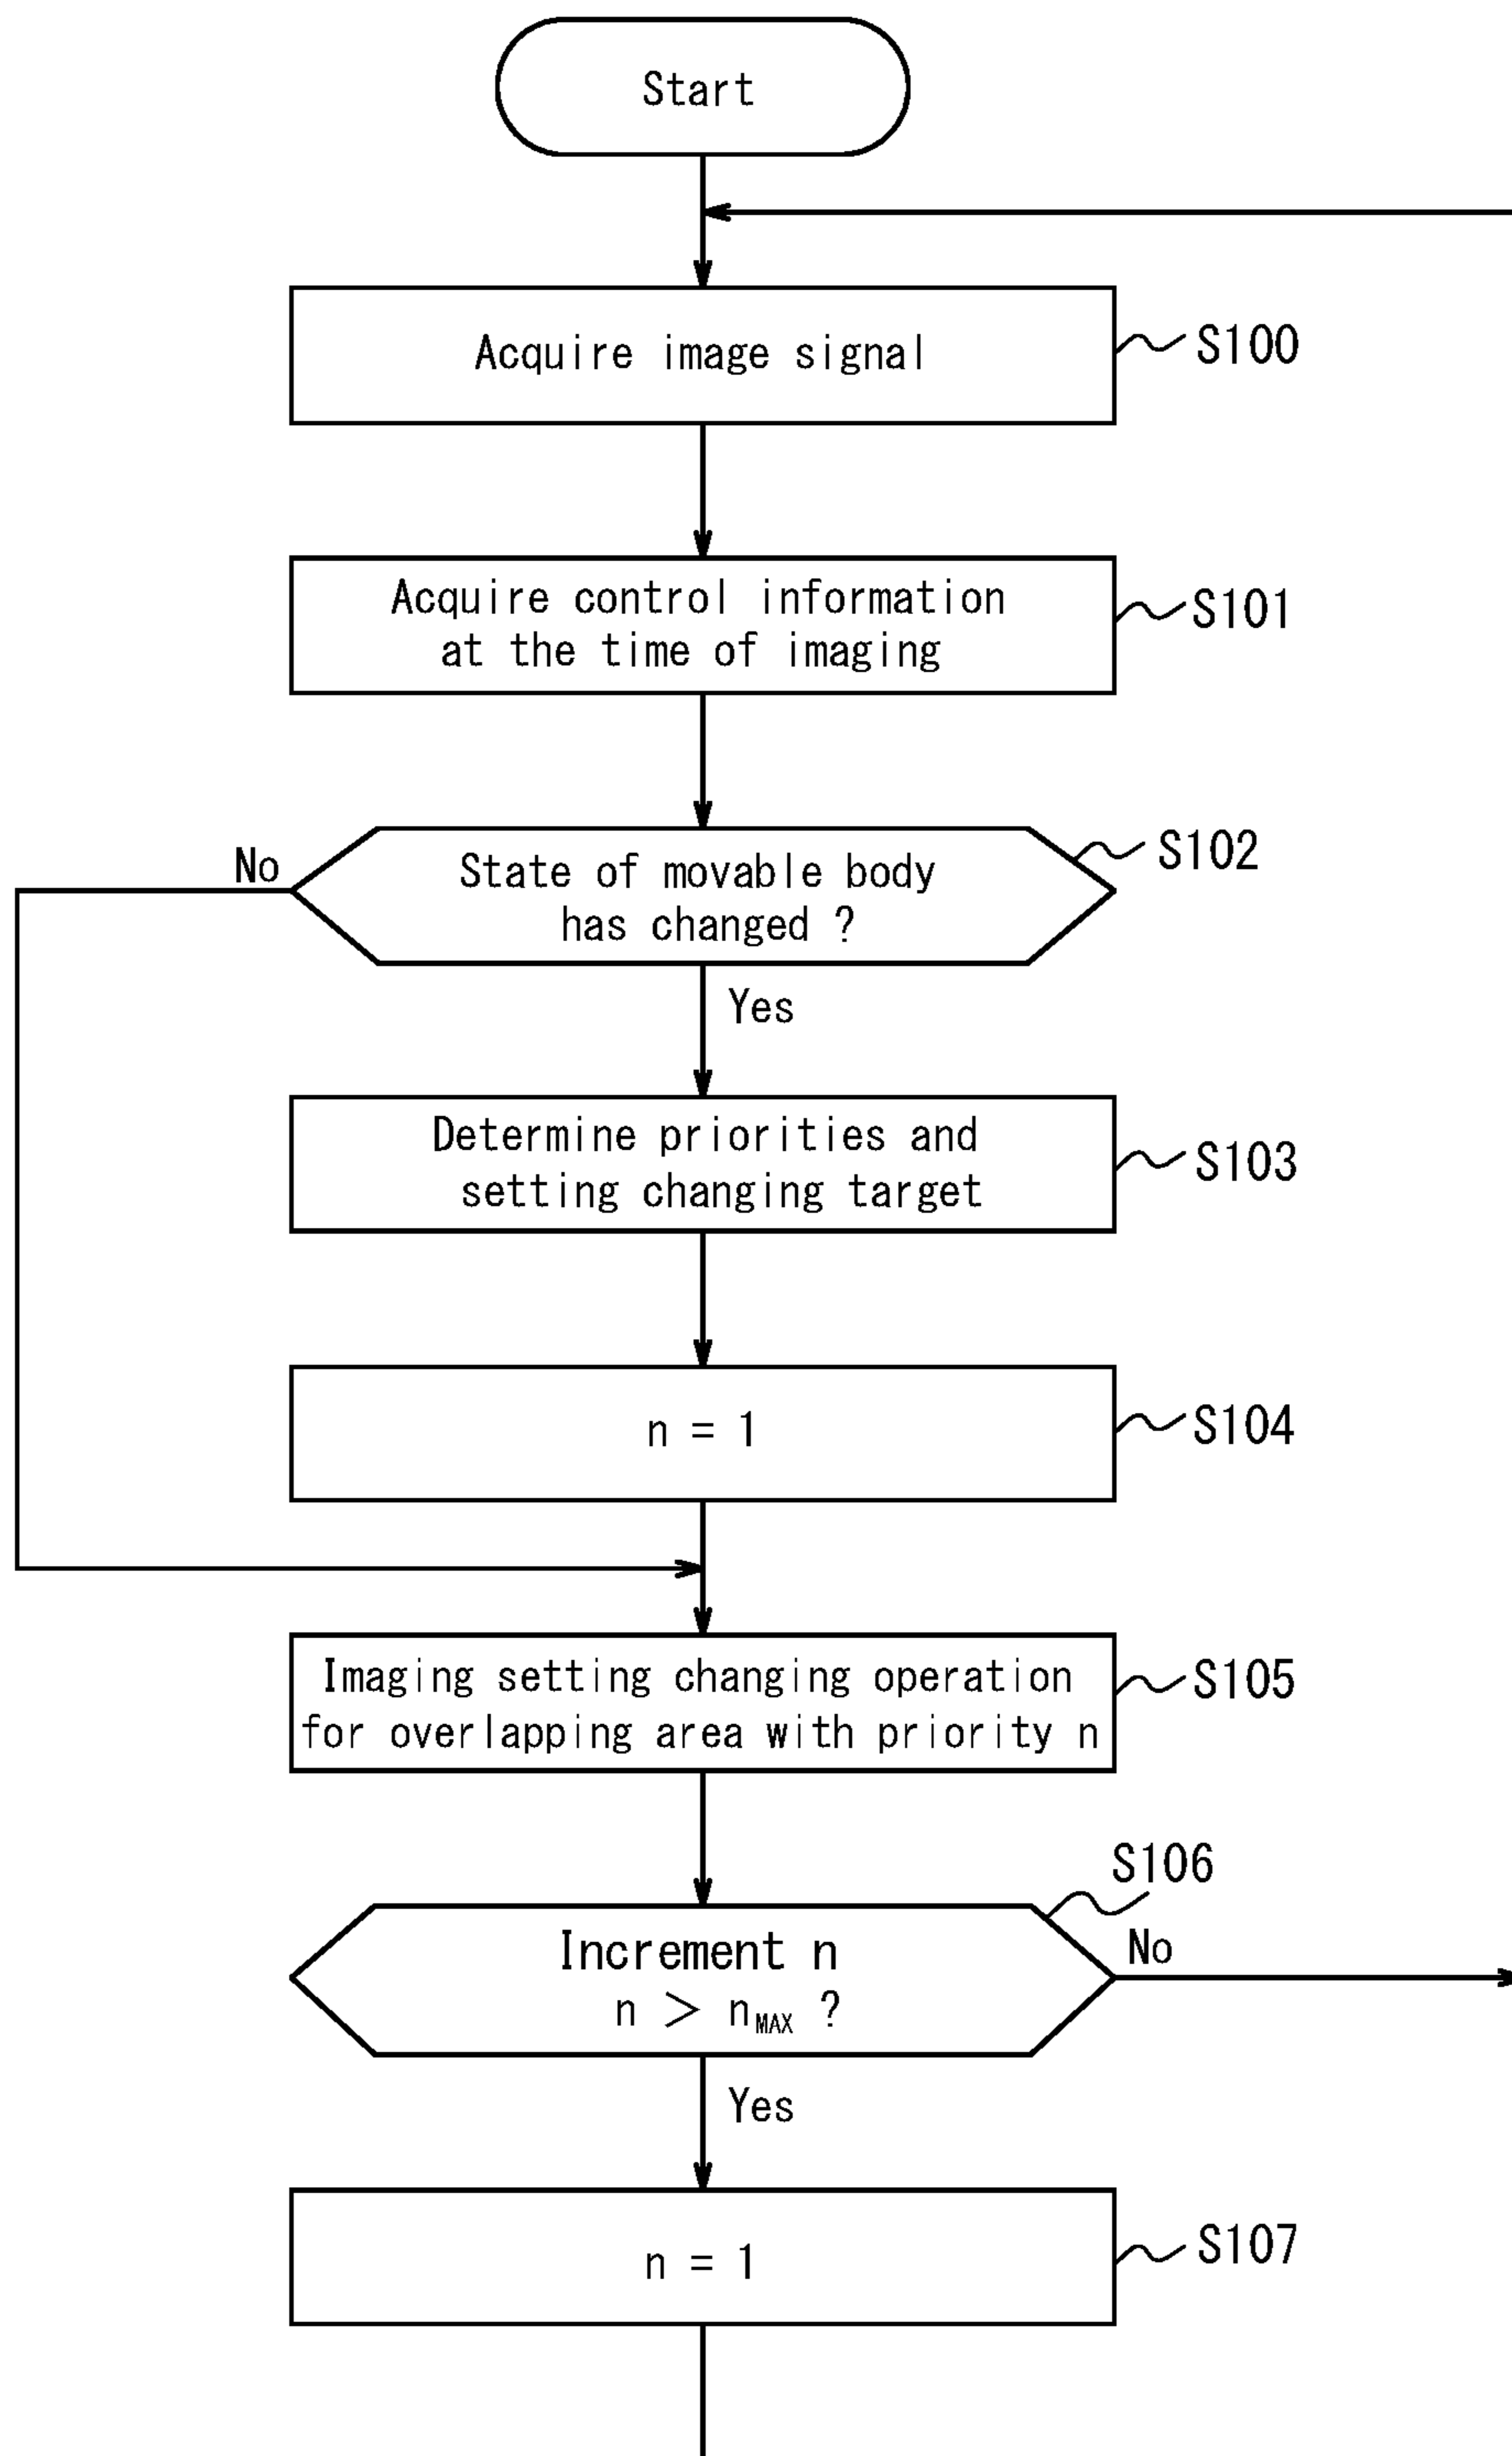 Start
Acquire image signal
S100
Acquire control information
at the time of imaging
S101
No
State of movable body
has changed ?
S102
Yes
Determine priorities and
setting changing target
S103
n = 1
S104
Imaging setting changing operation
for overlapping area with priority n
S105
S106
Increment n
n > nMAX ?
No
Yes
n = 1
S107